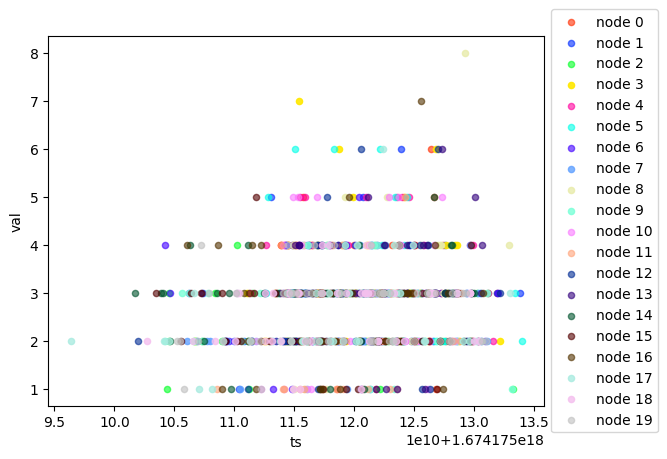 8
7
6
5
4
3
2
1
val
9.5 10.0 10.5 11.0 11.5 12.0 12.5 13.0 13.5
ts
1e10+1.674175e18
node 0
node 1
node 2
node 3
node 4
node 5
node 6
node 7
node 8
node 9
node 10
node 11
node 12
node 13
node 14
node 15
node 16
node 17
node 18
node 19